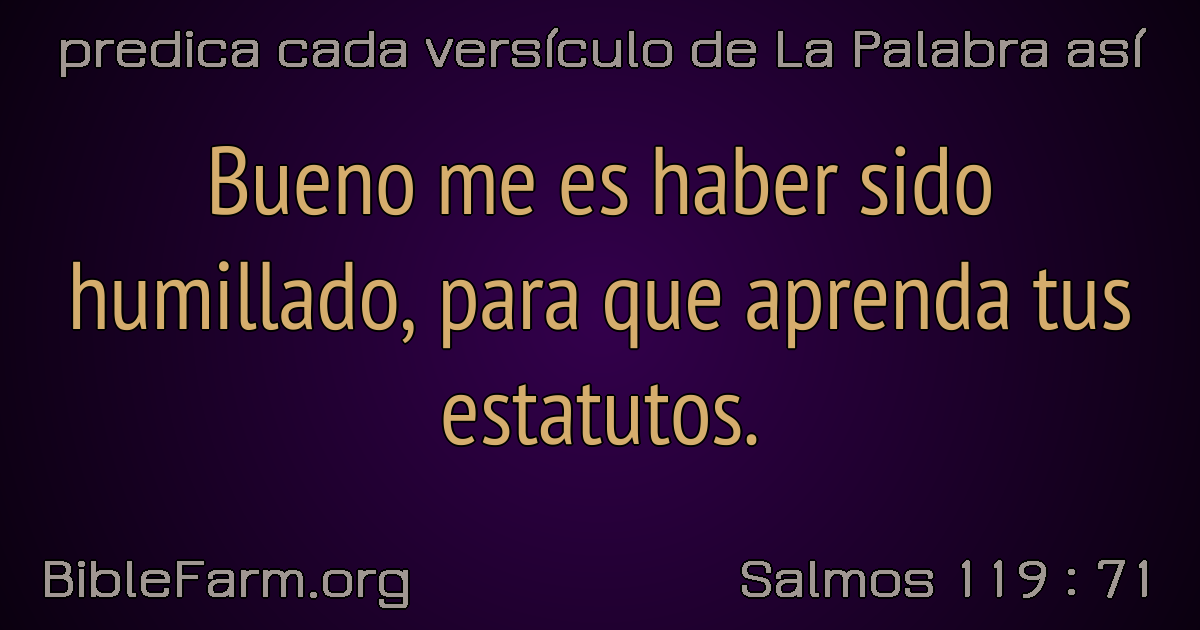 predica cada versículo de La Palabra así
Bueno me es haber sido
humillado, para que aprenda tus
estatutos.
BibleFarm.org
Salmos 119 : 71